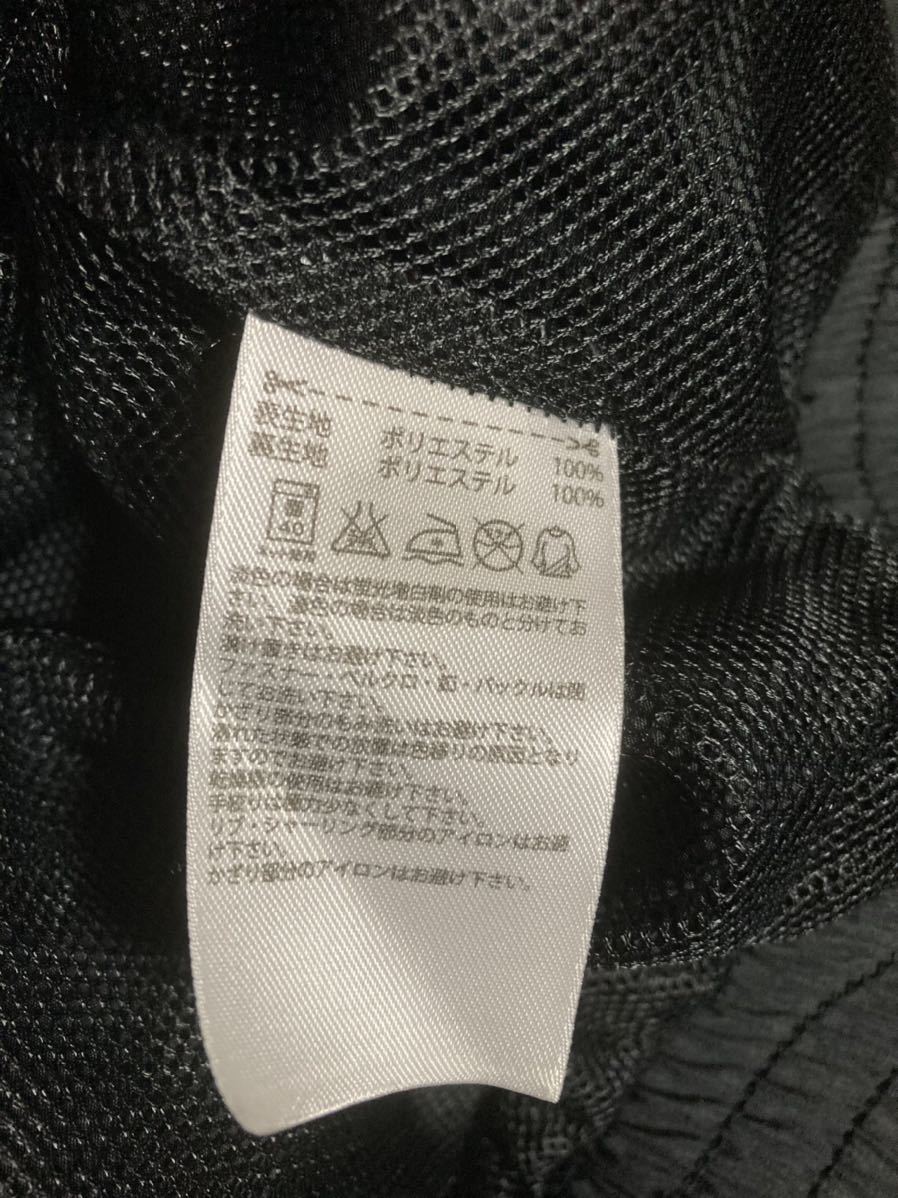 表生地 ポリエステル 100%
裏生地 ポリエステル 100%
40
ネット使用
淡色の場合は蛍光増白剤の使用はお避け下
さい。濃色の場合は淡色のものと分けてお
洗い下さい。
漬け置きはお避け下さい。
ファスナー・ベルクロ・釦・バックルは閉
してお洗い下さい。
かざり部分のもみ洗いはお避け下さい。
濡れた状態での放置は色移りの原因となり
ますのでお避け下さい。
乾燥機の使用はお避け下さい。
手絞りは握力少なくして下さい。
リブ・シャーリング部分のアイロンはお避
け下さい。
かざり部分のアイロンはお避け下さい。